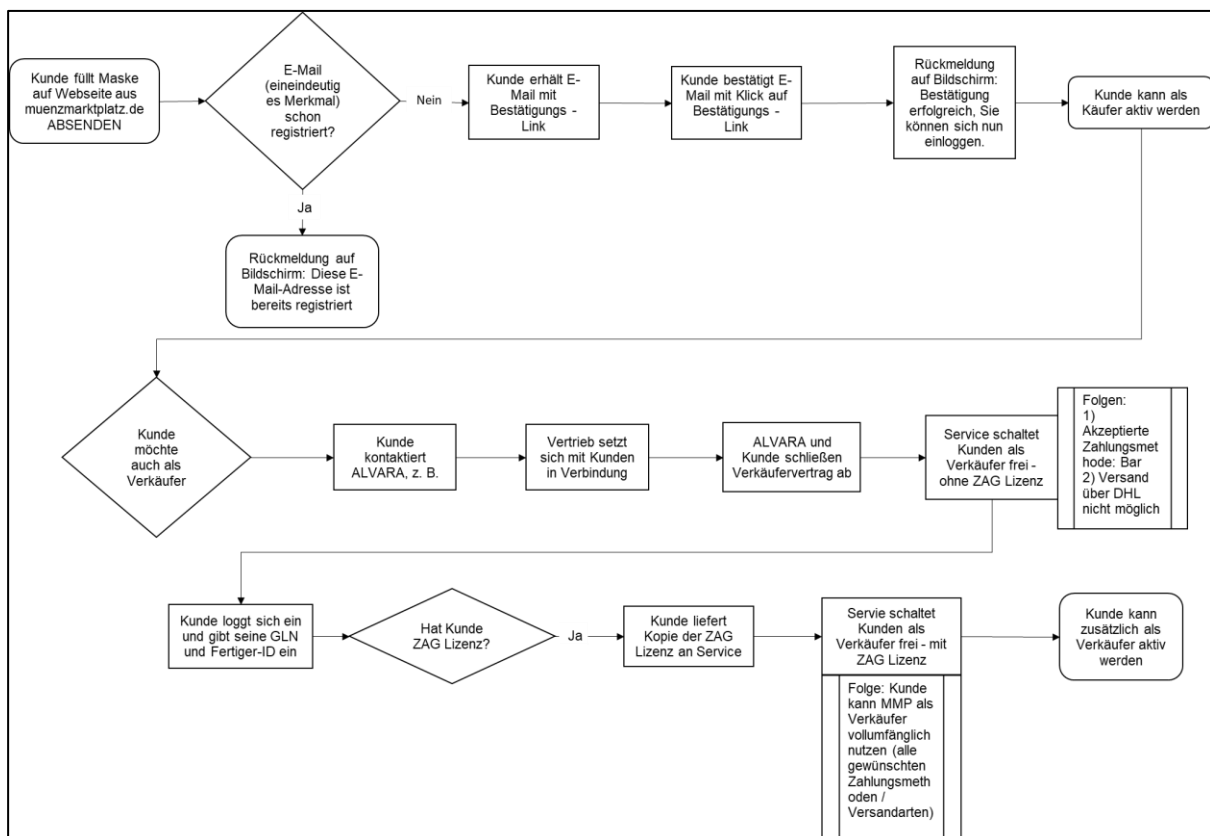 Kunde füllt Maske
auf Webseite aus
muenzmarktplatz.de
ABSENDEN
E-Mail
(eineindeutig
es Merkmal)
schon
registriert?
Nein
Kunde erhält E-
Mail mit
Bestätigungs -
Link
Kunde bestätigt E-
Mail mit Klick auf
Bestätigungs -
Link
Rückmeldung
auf Bildschirm:
Bestätigung
erfolgreich, Sie
können sich nun
einloggen.
Kunde kann als
Käufer aktiv werden
Ja
Rückmeldung auf
Bildschirm: Diese E-
Mail-Adresse ist
bereits registriert
Kunde
möchte
auch als
Verkäufer
Kunde
kontaktiert
ALVARA, z. B.
Vertrieb setzt
sich mit Kunden
in Verbindung
ALVARA und
Kunde schließen
Verkäufervertrag ab
Service schaltet
Kunden als
Verkäufer frei -
ohne ZAG Lizenz
Folgen:
1)
Akzeptierte
Zahlungsmet
hode: Bar
2) Versand
über DHL
nicht möglich
Kunde loggt sich ein
und gibt seine GLN
und Fertiger-ID ein
Hat Kunde
ZAG Lizenz?
Ja
Kunde liefert
Kopie der ZAG
Lizenz an Service
Servie schaltet
Kunden als
Verkäufer frei - mit
ZAG Lizenz
Folge: Kunde
kann MMP als
Verkäufer
vollumfänglich
nutzen (alle
gewünschten
Zahlungsmeth
oden /
Versandarten)
Kunde kann
zusätzlich als
Verkäufer aktiv
werden